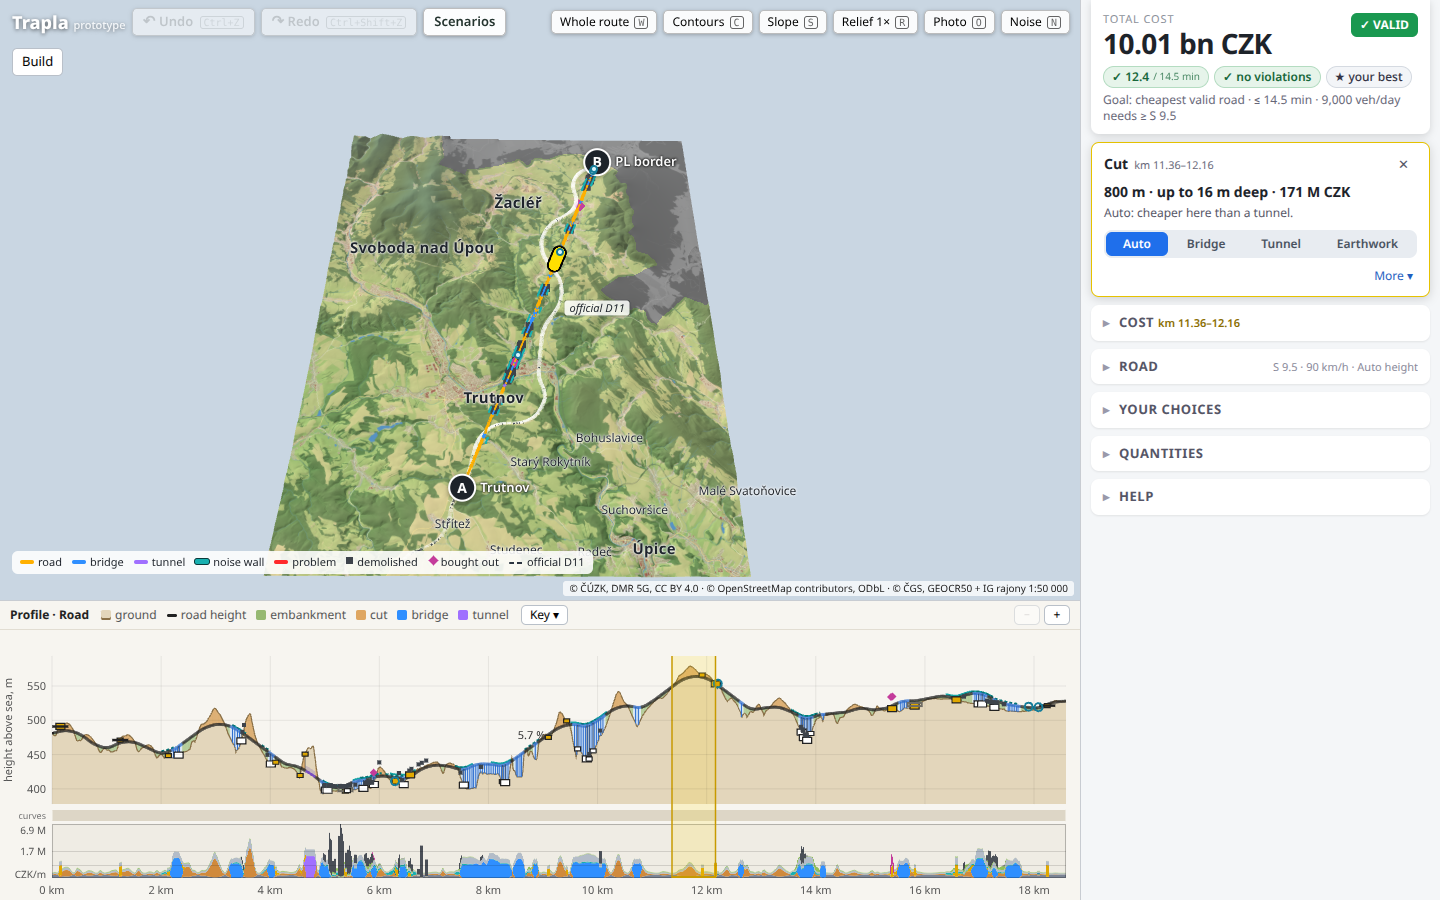 Trapla prototype
↶ Undo Ctrl+Z
↷ Redo Ctrl+Shift+Z
Scenarios
Whole route W
Contours C
Slope S
Relief 1× R
Photo O
Noise N
Build
B PL border
Žacléř
Svoboda nad Úpou
official D11
Trutnov
Bohuslavice
Starý Rokytník
A Trutnov
Malé Svatoňovice
Suchovršice
Střítež
Úpice
road bridge tunnel noise wall problem demolished bought out official D11
© ČÚZK, DMR 5G, CC BY 4.0 · © OpenStreetMap contributors, ODbL · © ČGS, GEOCR50 + IG rajony 1:50 000
Profile · Road ground road height embankment cut bridge tunnel Key ▾ − +
height above sea, m
550
500
450
400
5.7 %
curves
6.9 M
1.7 M
CZK/m
0 km 2 km 4 km 6 km 8 km 10 km 12 km 14 km 16 km 18 km
TOTAL COST
10.01 bn CZK
✓ VALID
✓ 12.4 / 14.5 min
✓ no violations
★ your best
Goal: cheapest valid road · ≤ 14.5 min · 9,000 veh/day
needs ≥ S 9.5
Cut km 11.36–12.16 ✕
800 m · up to 16 m deep · 171 M CZK
Auto: cheaper here than a tunnel.
Auto Bridge Tunnel Earthwork
More ▾
▸ COST km 11.36–12.16
▸ ROAD S 9.5 · 90 km/h · Auto height
▸ YOUR CHOICES
▸ QUANTITIES
▸ HELP